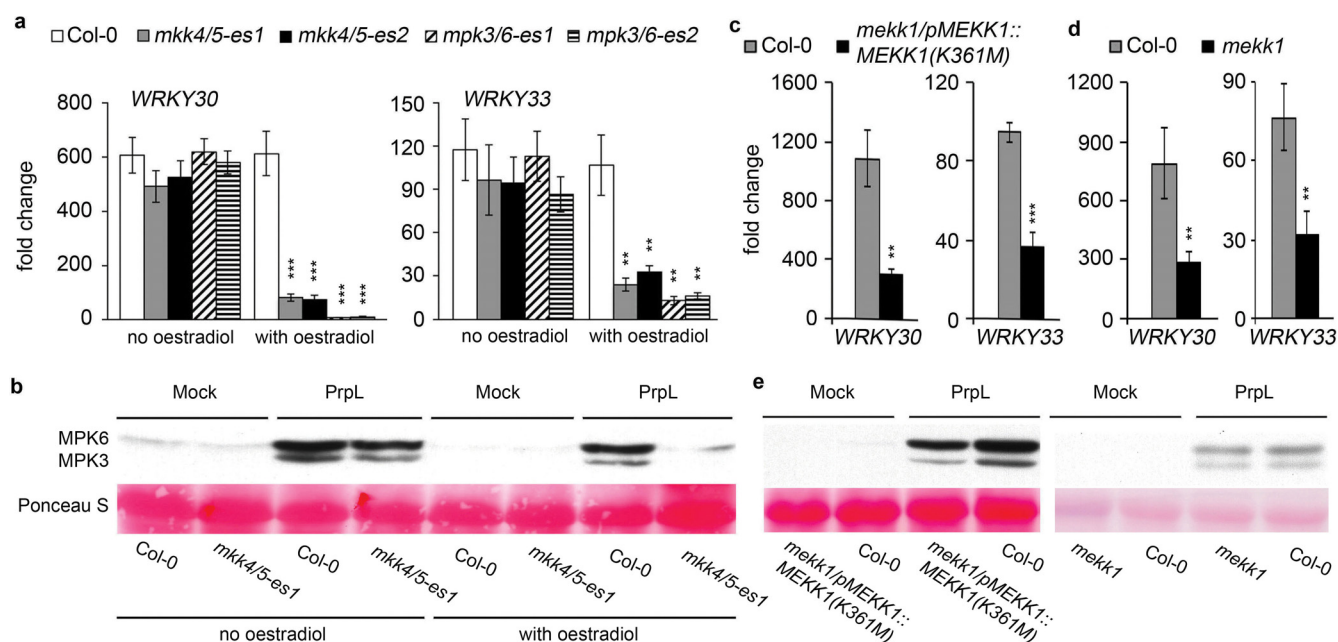 a
Col-0 mkk4/5-es1 mkk4/5-es2 mpk3/6-es1 mpk3/6-es2
fold change
WRKY30
800
600
400
200
0
*** *** *** ***
no oestradiol with oestradiol
WRKY33
150
120
90
60
30
0
** ** ** **
no oestradiol with oestradiol
c
Col-0 mekk1/pMEKK1::
MEKK1(K361M)
fold change
1600
1200
800
400
0
**
WRKY30
120
80
40
0
***
WRKY33
d
Col-0 mekk1
1200
900
600
300
0
**
WRKY30
90
60
30
0
**
WRKY33
b
Mock PrpL Mock PrpL
MPK6
MPK3
Ponceau S
Col-0 mkk4/5-es1 Col-0 mkk4/5-es1 Col-0 mkk4/5-es1 Col-0 mkk4/5-es1
no oestradiol with oestradiol
e
Mock PrpL Mock PrpL
mekk1/pMEKK1::
MEKK1(K361M)
Col-0
mekk1/pMEKK1::
MEKK1(K361M)
Col-0
mekk1
Col-0
mekk1
Col-0